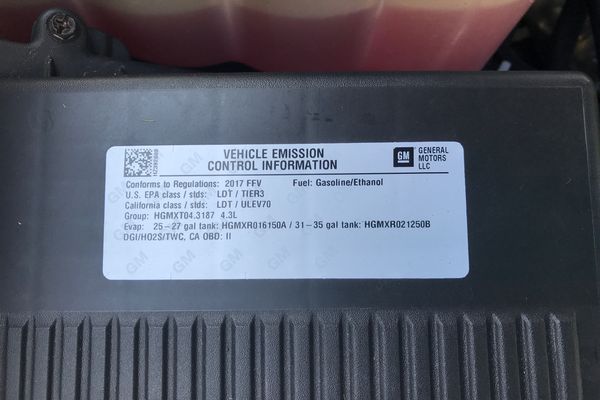 VEHICLE EMISSION
CONTROL INFORMATION
GM
GENERAL
MOTORS
LLC
Conforms to Regulations: 2017 FFV Fuel: Gasoline/Ethanol
U.S. EPA class / stds: LDT / TIER3
California class / stds: LDT / ULEV70
Group: HGMXT04.3187 4.3L
Evap: 25-27 gal tank: HGMXR016150A / 31-35 gal tank: HGMXR021250B
DGI/HO2S/TWC, CA OBD: II